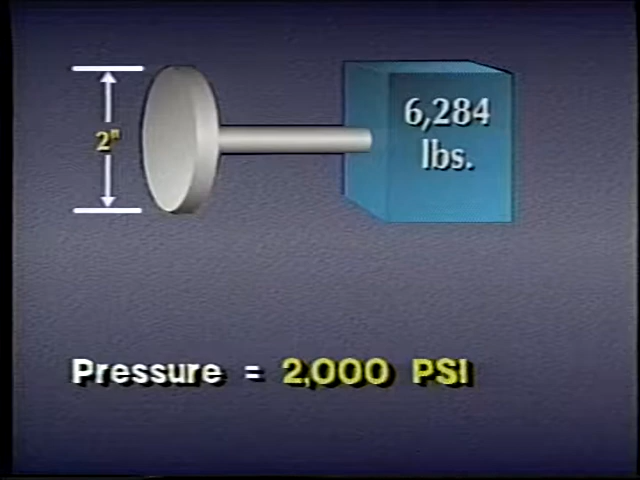 2"
6,284
lbs.
Pressure = 2,000 PSI